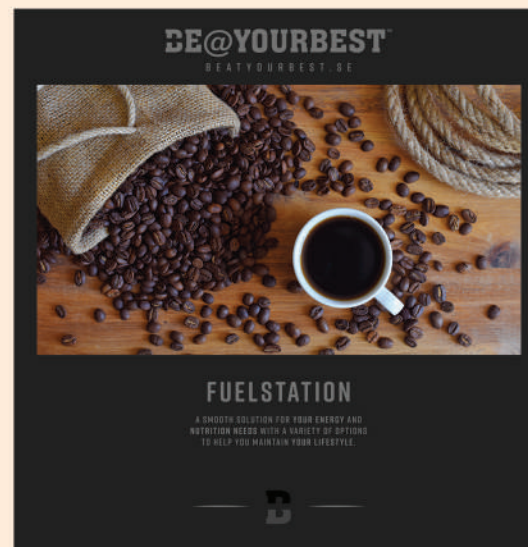 BE@YOURBEST™
BEATYOURBEST.SE
FUELSTATION
A SMOOTH SOLUTION FOR YOUR ENERGY AND
NUTRITION NEEDS WITH A VARIETY OF OPTIONS
TO HELP YOU MAINTAIN YOUR LIFESTYLE.
B